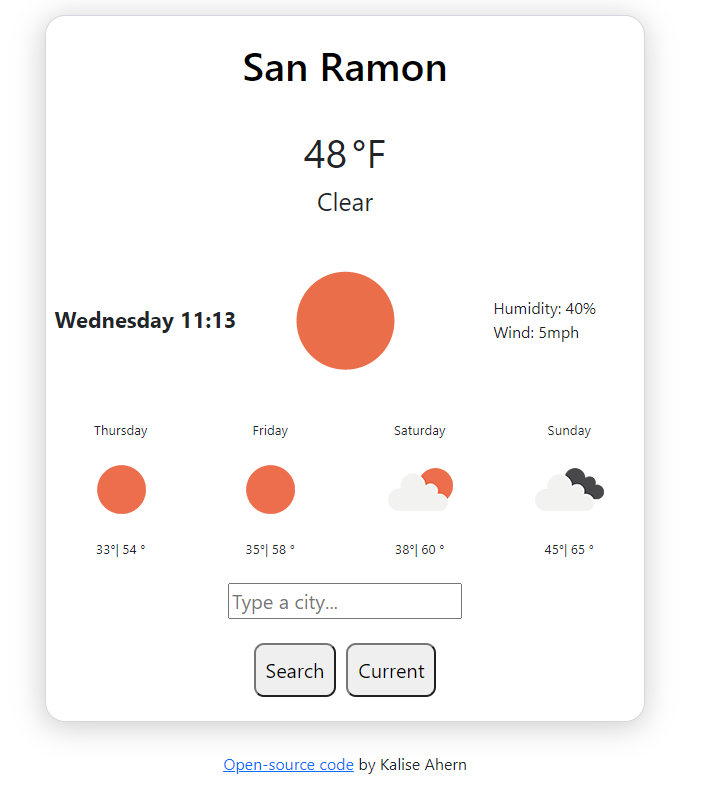 San Ramon
48°F
Clear
Wednesday 11:13
Humidity: 40%
Wind: 5mph
Thursday Friday Saturday Sunday
33°| 54 ° 35°| 58 ° 38°| 60 ° 45°| 65 °
Type a city...
Search Current
Open-source code by Kalise Ahern